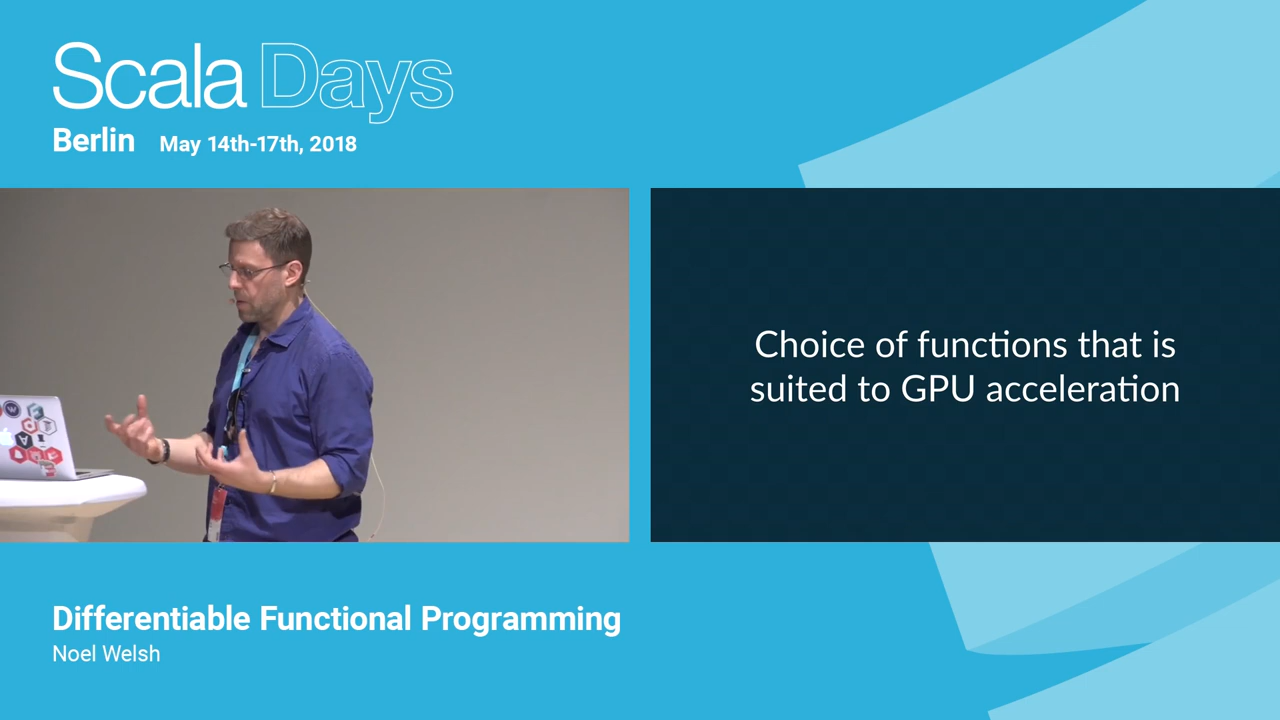 Scala Days
Berlin May 14th-17th, 2018
Choice of functions that is
suited to GPU acceleration
Differentiable Functional Programming
Noel Welsh